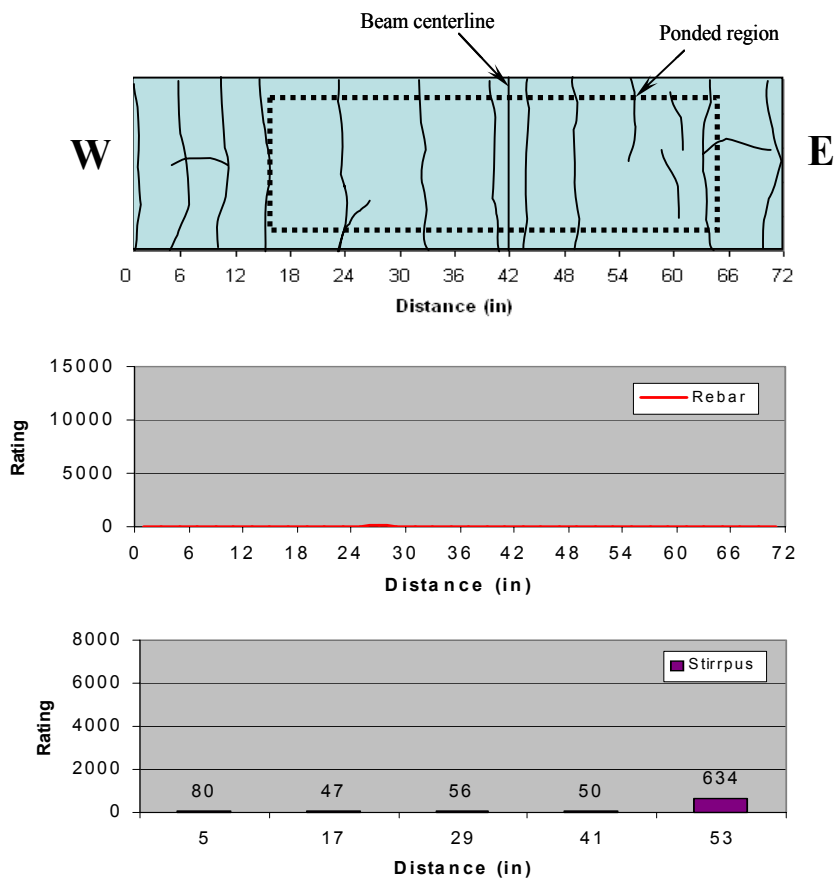 Beam centerline
Ponded region
W
E
0 6 12 18 24 30 36 42 48 54 60 66 72
Distance (in)
15000
10000
5000
0
Rating
Rebar
0 6 12 18 24 30 36 42 48 54 60 66 72
Distance (in)
8000
6000
4000
2000
0
Rating
Stirrpus
80 47 56 50 634
5 17 29 41 53
Distance (in)